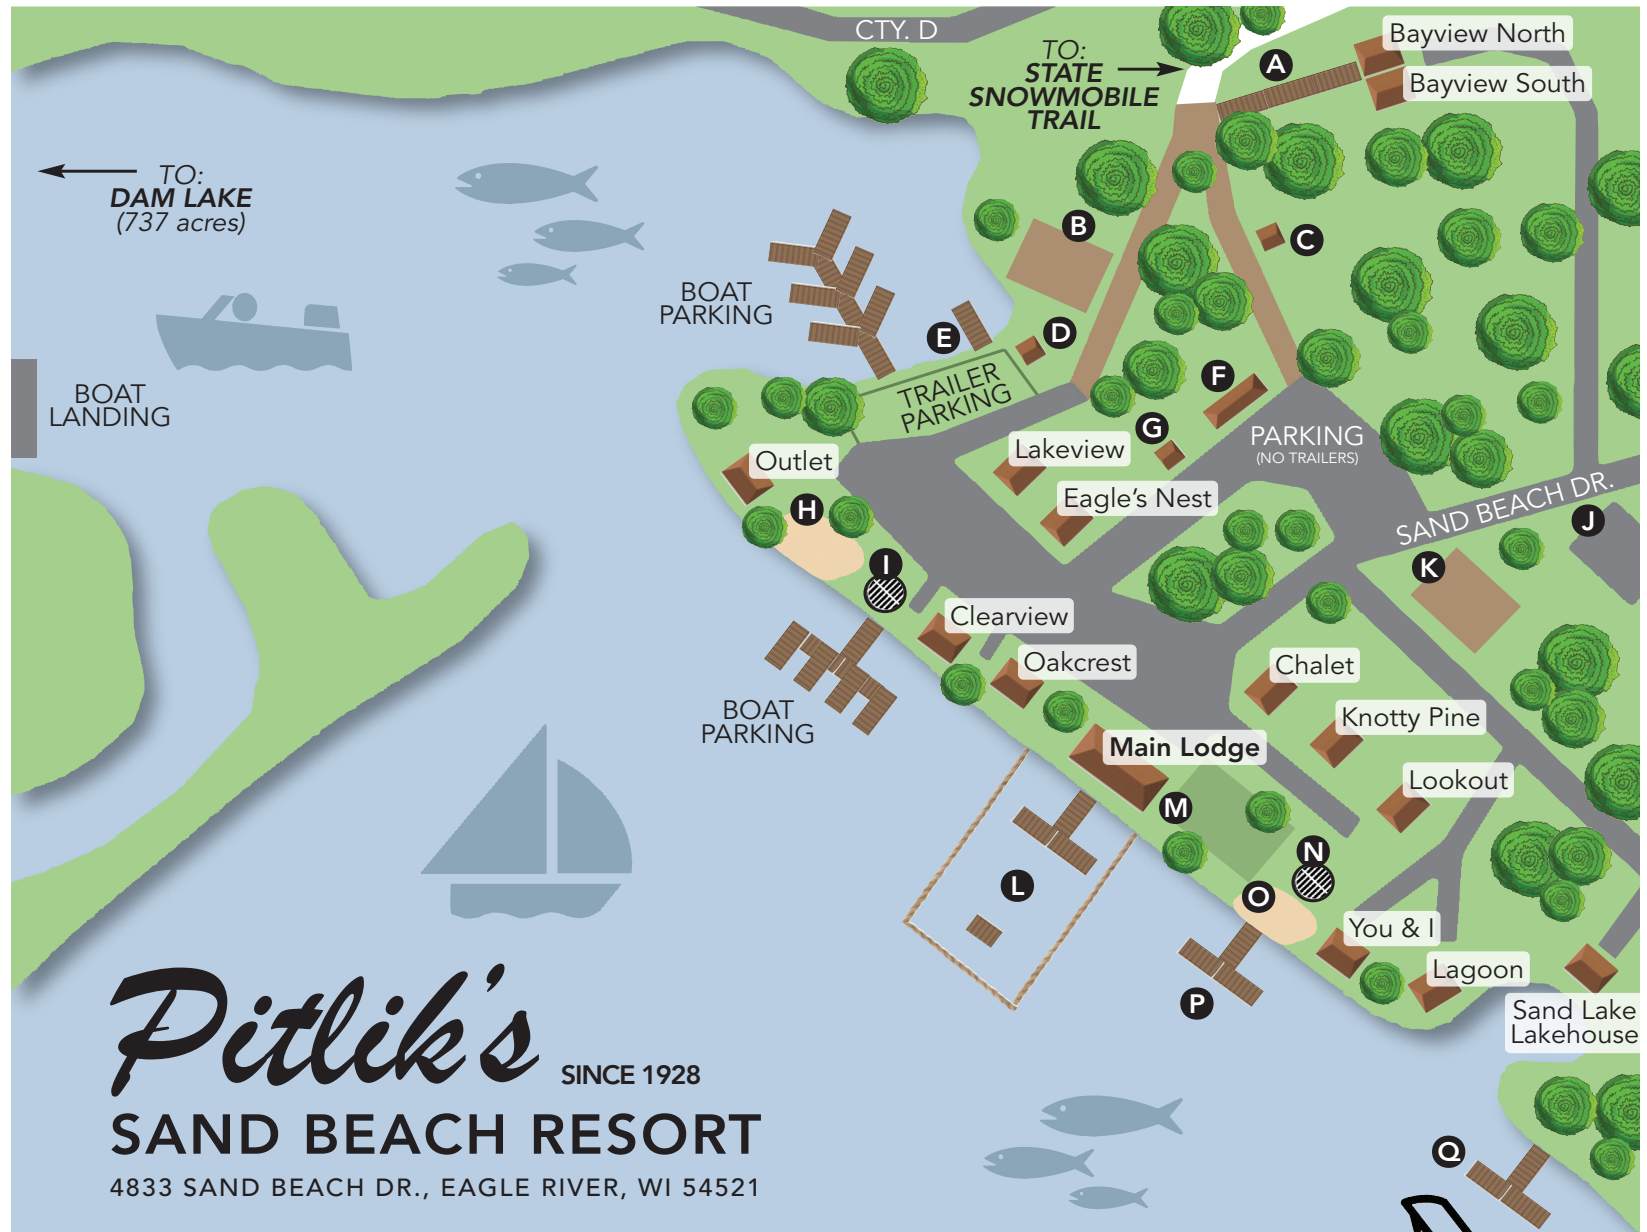 CTY. D
TO:
STATE
SNOWMOBILE
TRAIL
A
Bayview North
Bayview South
TO:
DAM LAKE
(737 acres)
B
C
BOAT
PARKING
E
D
TRAILER
PARKING
F
BOAT
LANDING
G
PARKING
(NO TRAILERS)
Lakeview
Outlet
Eagle's Nest
SAND BEACH DR.
H
J
I
K
Clearview
Oakcrest
Chalet
BOAT
PARKING
Knotty Pine
Main Lodge
Lookout
M
N
L
O
You & I
Lagoon
P
Sand Lake
Lakehouse
Pitlik's
SINCE 1928
SAND BEACH RESORT
4833 SAND BEACH DR., EAGLE RIVER, WI 54521
Q